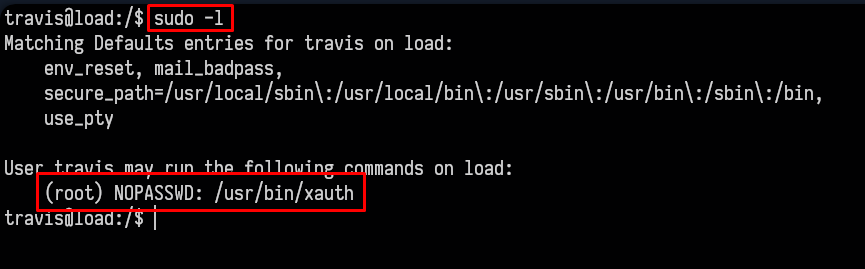 travis@load:/$ sudo -l
Matching Defaults entries for travis on load:
    env_reset, mail_badpass,
    secure_path=/usr/local/sbin\:/usr/local/bin\:/usr/sbin\:/usr/bin\:/sbin\:/bin,
    use_pty
User travis may run the following commands on load:
    (root) NOPASSWD: /usr/bin/xauth
travis@load:/$